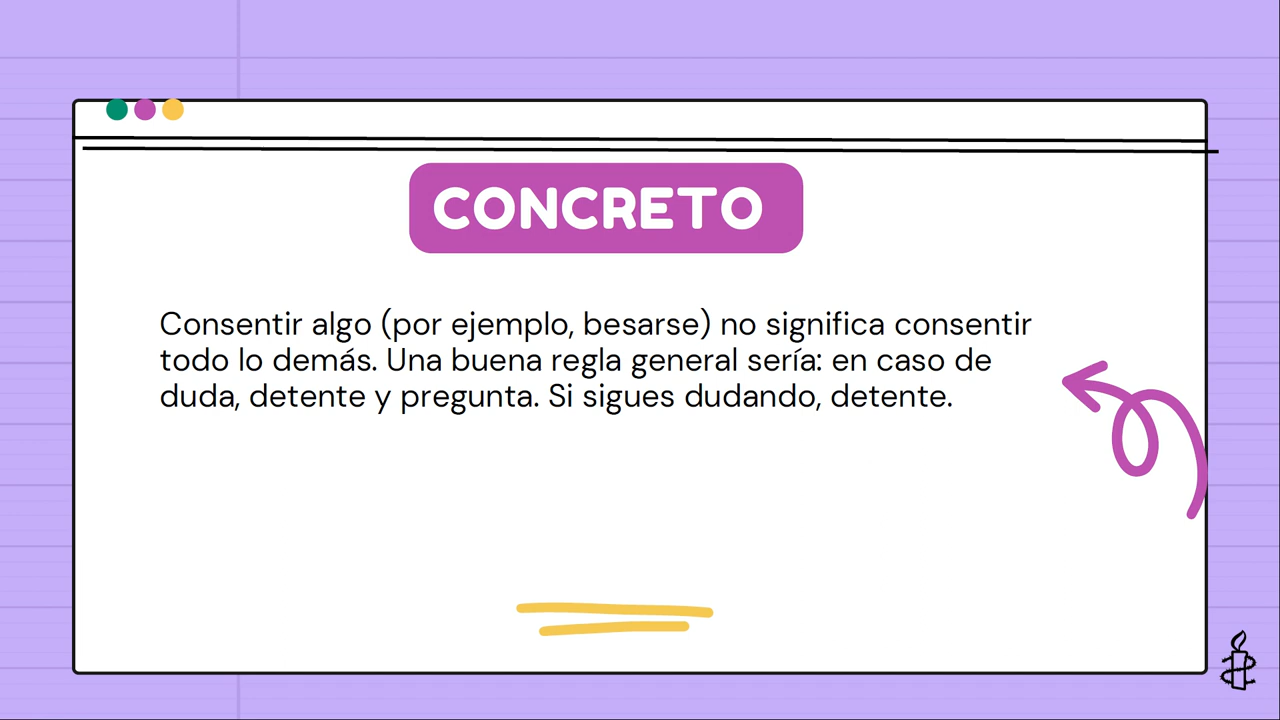 CONCRETO
Consentir algo (por ejemplo, besarse) no significa consentir
todo lo demás. Una buena regla general sería: en caso de
duda, detente y pregunta. Si sigues dudando, detente.